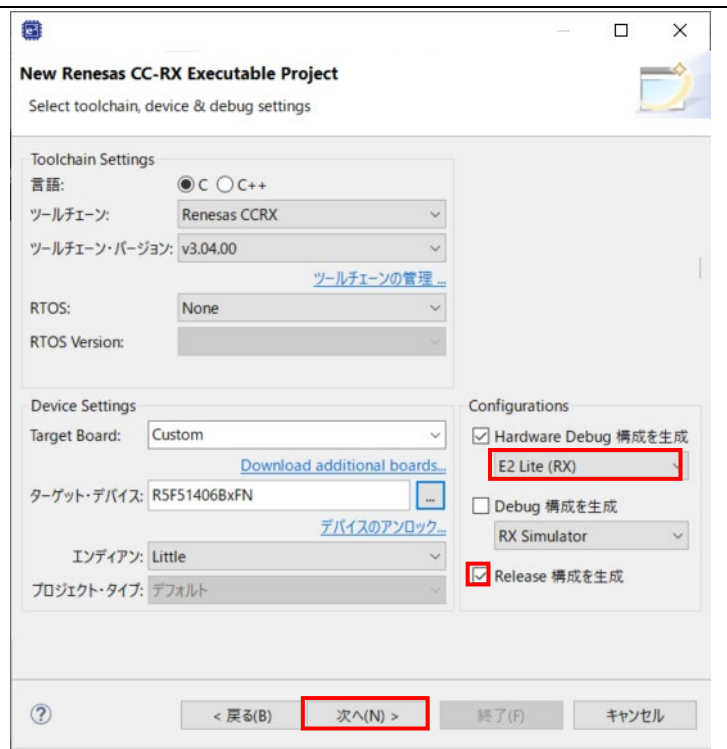 New Renesas CC-RX Executable Project
Select toolchain, device & debug settings
Toolchain Settings
言語: C C++
ツールチェーン: Renesas CCRX
ツールチェーン・バージョン: v3.04.00
ツールチェーンの管理 ...
RTOS: None
RTOS Version:
Device Settings
Target Board: Custom
Download additional boards...
ターゲット・デバイス: R5F51406BxFN ...
デバイスのアンロック...
エンディアン: Little
プロジェクト・タイプ: デフォルト
Configurations
Hardware Debug 構成を生成
E2 Lite (RX)
Debug 構成を生成
RX Simulator
Release 構成を生成
? < 戻る(B) 次へ(N) > 終了(F) キャンセル